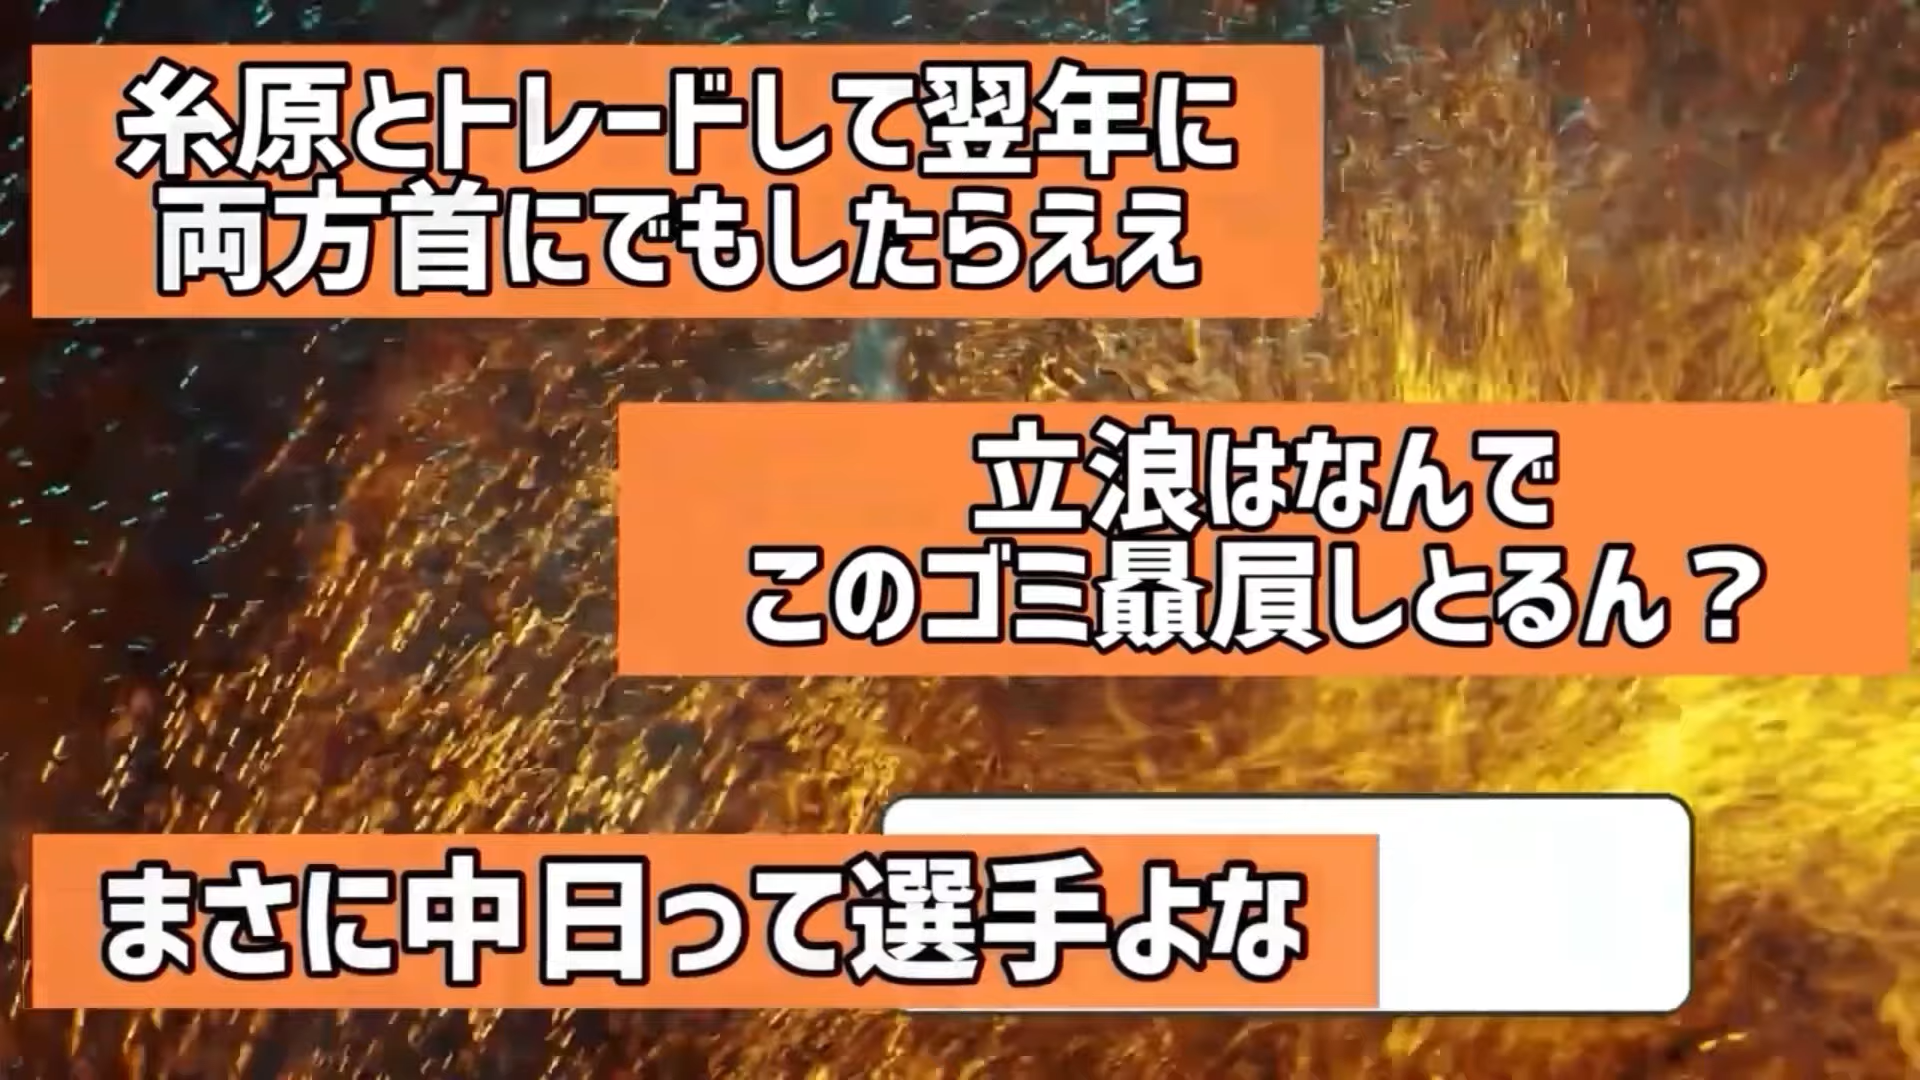 糸原とトレードして翌年に
両方首にでもしたらええ
立浪はなんで
このゴミ贔屓しとるん？
まさに中日って選手よな